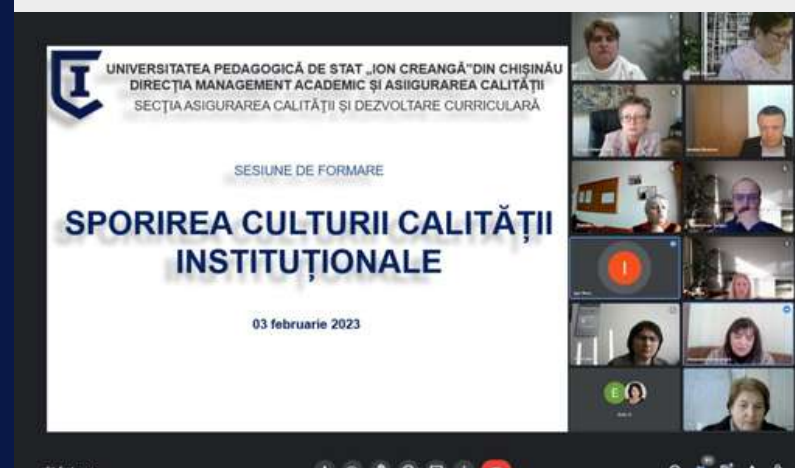 UNIVERSITATEA PEDAGOGICĂ DE STAT „ION CREANGĂ"DIN CHIȘINĂU
DIRECȚIA MANAGEMENT ACADEMIC ȘI ASIIGURAREA CALITĂȚII
SECȚIA ASIGURAREA CALITĂȚII ȘI DEZVOLTARE CURRICULARĂ
SESIUNE DE FORMARE
SPORIREA CULTURII CALITĂȚII
INSTITUȚIONALE
03 februarie 2023
I
E